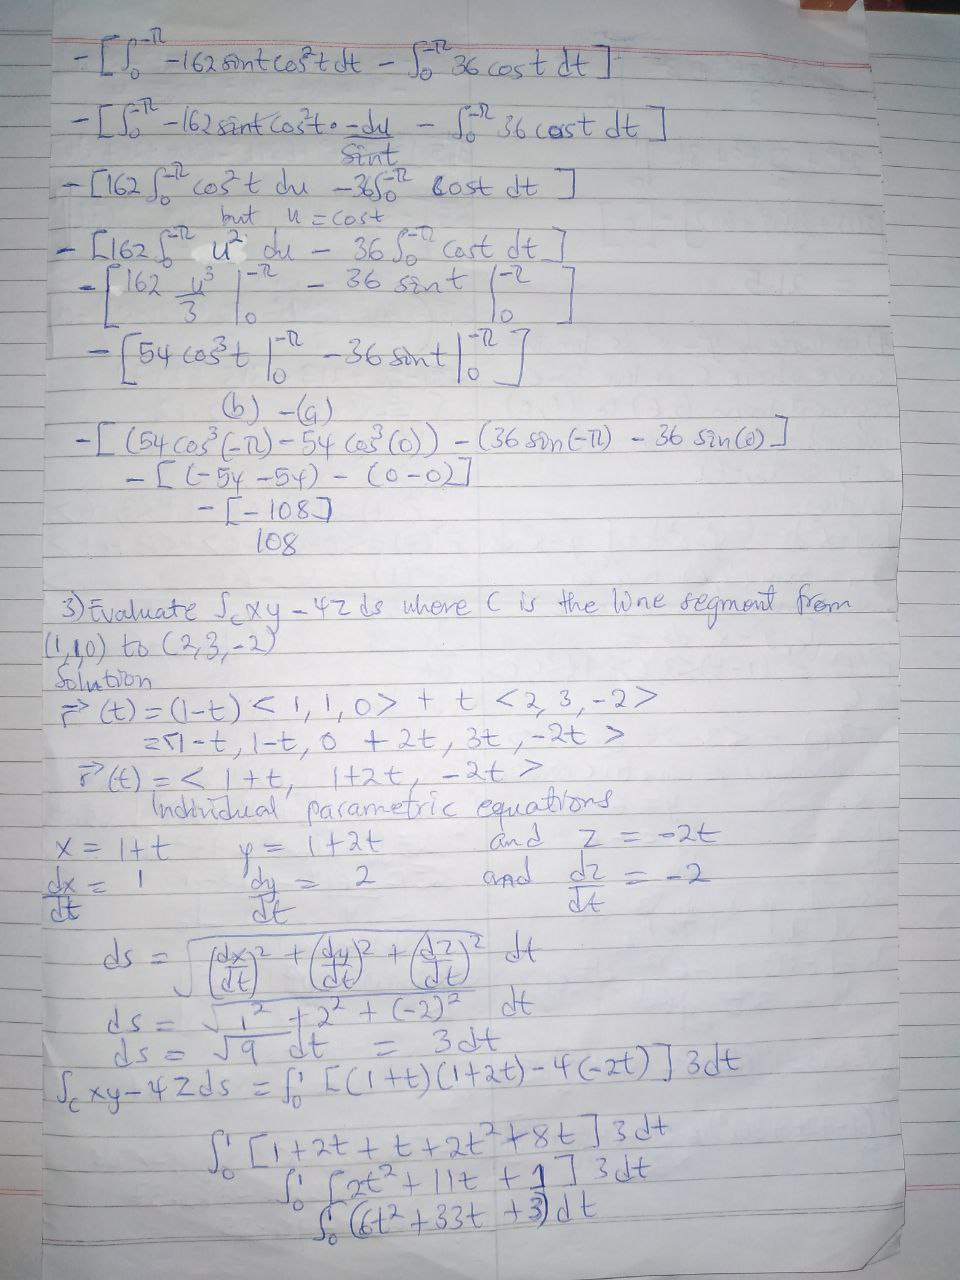 -[∫₀^-π -162 sint cos²t dt - ∫₀^-π 36 cos t dt]
-[∫₀^-π -162 sint cos²t · -du/sint - ∫₀^-π 36 cost dt]
-[162 ∫₀^-π cos²t du - 36∫₀^-π cost dt]
but u = cost
-[162 ∫₀^-π u² du - 36 ∫₀^-π cost dt]
-[162 u³/3 |₀^-π - 36 sint |₀^-π]
-[54 cos³t |₀^-π - 36 sint |₀^-π]
(b) -(a)
-[(54 cos³(-π) - 54 cos³(0)) - (36 sin(-π) - 36 sin(0)]
-[(-54 -54) - (0-0)]
-[-108]
108
3) Evaluate ∫c xy - 4z ds where C is the line segment from
(1,1,0) to (2,3,-2)
Solution
r→(t) = (1-t) <1, 1, 0> + t <2, 3, -2>
= <1-t, 1-t, 0 + 2t, 3t, -2t>
r→(t) = <1+t, 1+2t, -2t>
Individual parametric equations
x = 1+t y = 1+2t and z = -2t
dx/dt = 1 dy/dt = 2 and dz/dt = -2
ds = √((dx/dt)² + (dy/dt)² + (dz/dt)²) dt
ds = √(1² + 2² + (-2)²) dt
ds = √9 dt = 3dt
∫c xy - 4z ds = ∫₀¹ [(1+t)(1+2t) - 4(-2t)] 3dt
∫₀¹ [1+2t + t + 2t² + 8t] 3dt
∫₀¹ [2t² + 11t + 1] 3dt
∫₀¹ (6t² + 33t + 3) dt